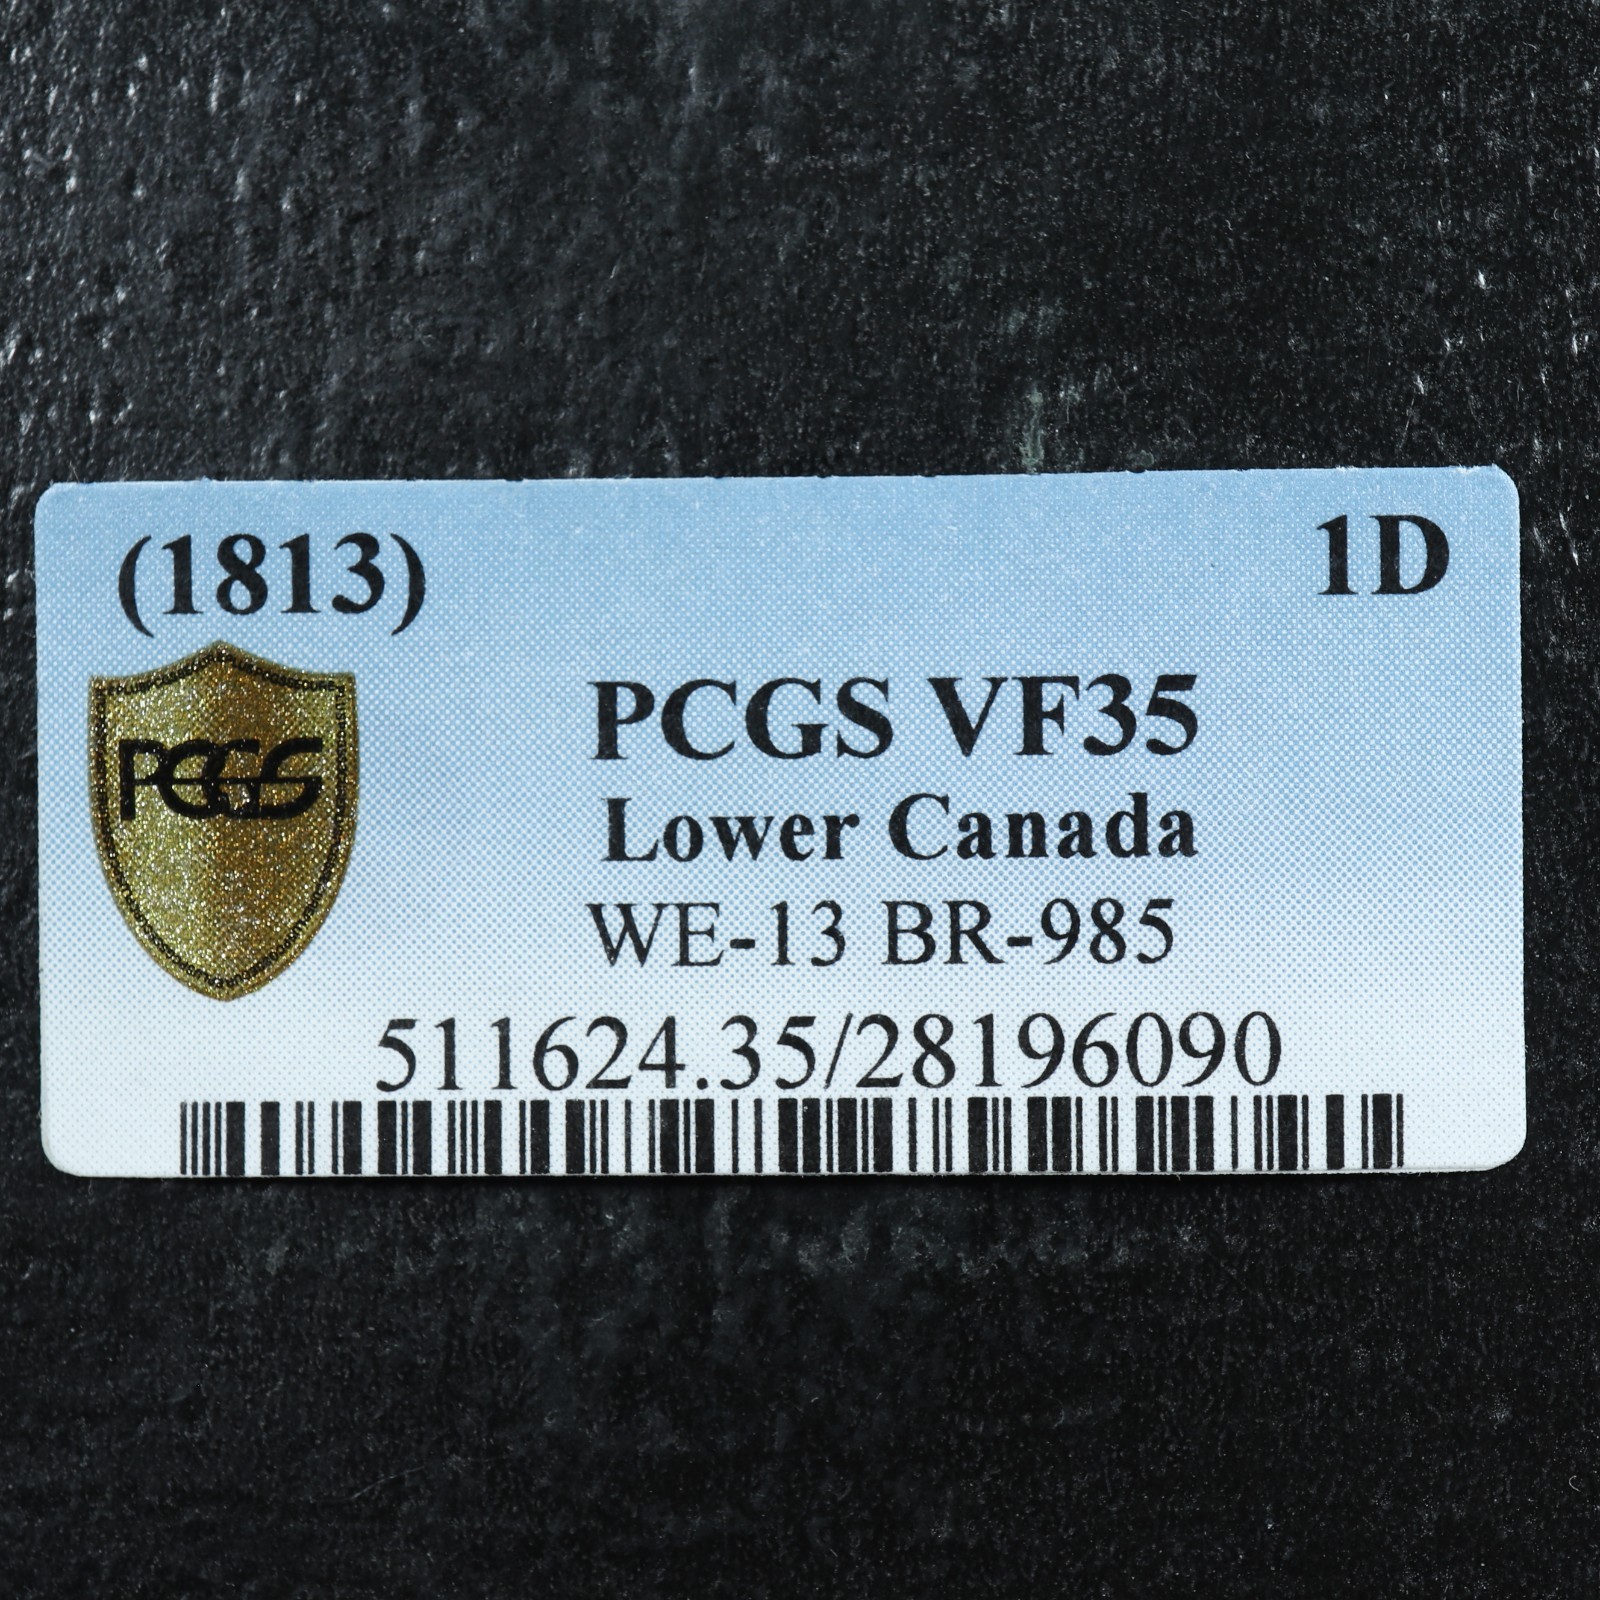 (1813) 1D
PCGS
PCGS VF35
Lower Canada
WE-13 BR-985
511624.35/28196090